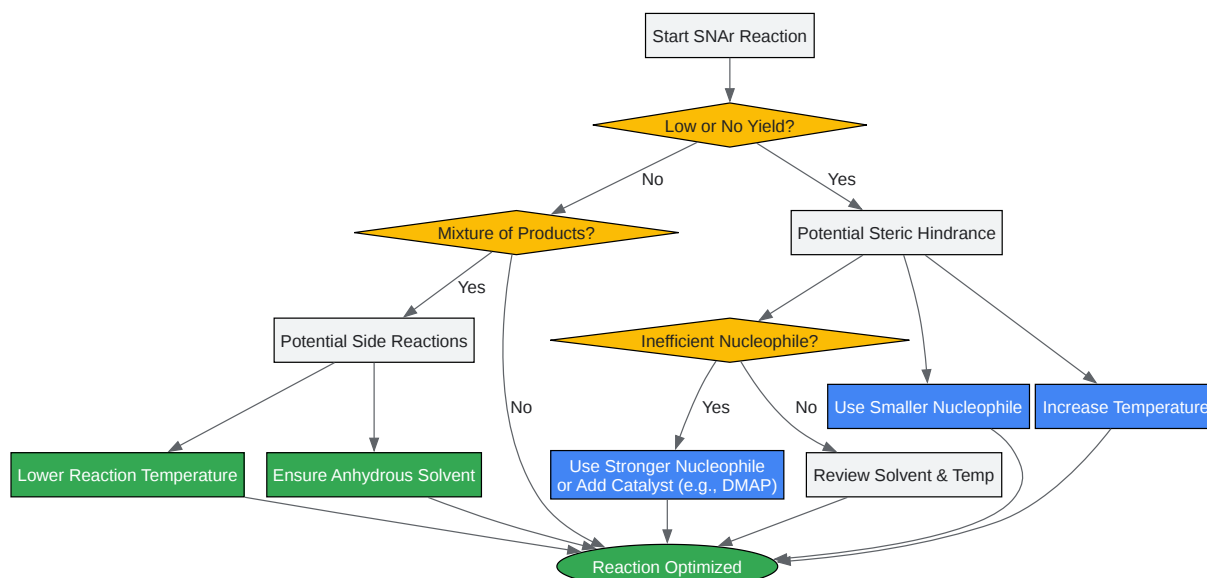 Start SNAr Reaction
Low or No Yield?
No
Yes
Mixture of Products?
Potential Steric Hindrance
Yes
Potential Side Reactions
Inefficient Nucleophile?
No
Yes
No
Use Smaller Nucleophile
Increase Temperature
Lower Reaction Temperature
Ensure Anhydrous Solvent
Use Stronger Nucleophile
or Add Catalyst (e.g., DMAP)
Review Solvent & Temp
Reaction Optimized